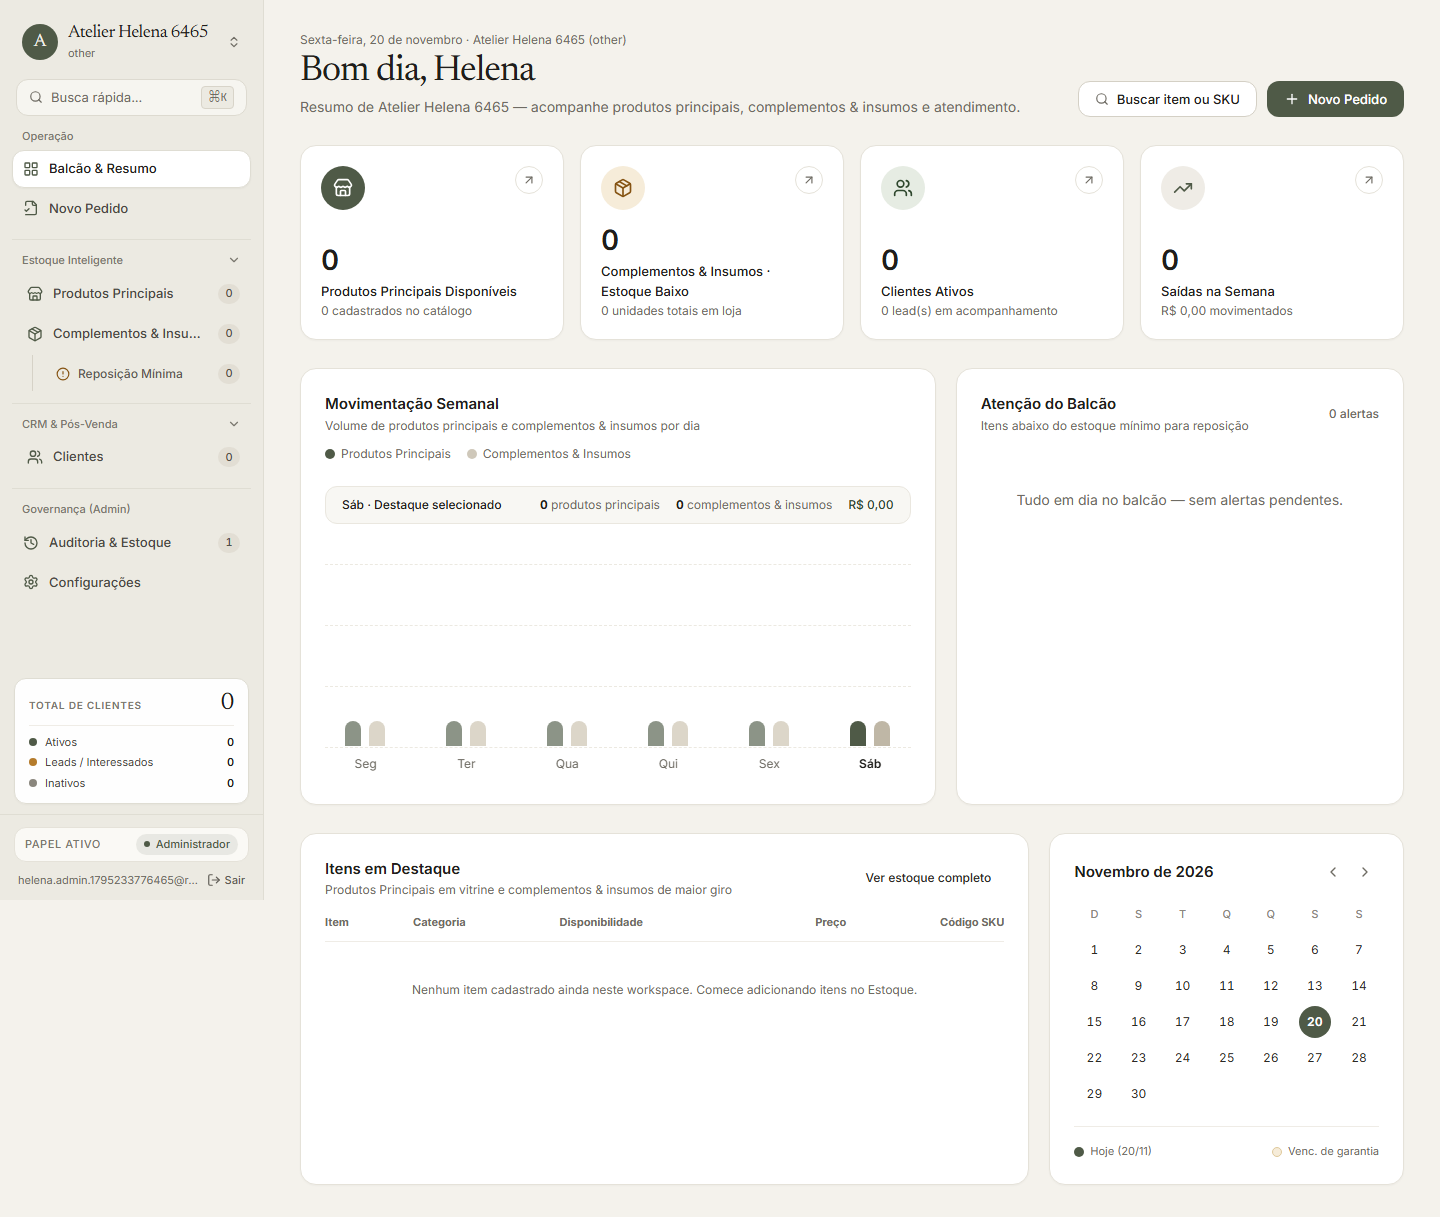 A
Atelier Helena 6465
other
Busca rápida...
⌘K
Operação
Balcão & Resumo
Novo Pedido
Estoque Inteligente
Produtos Principais 0
Complementos & Insu... 0
Reposição Mínima 0
CRM & Pós-Venda
Clientes 0
Governança (Admin)
Auditoria & Estoque 1
Configurações
TOTAL DE CLIENTES 0
Ativos 0
Leads / Interessados 0
Inativos 0
PAPEL ATIVO Administrador
helena.admin.1795233776465@r... Sair
Sexta-feira, 20 de novembro · Atelier Helena 6465 (other)
Bom dia, Helena
Resumo de Atelier Helena 6465 — acompanhe produtos principais, complementos & insumos e atendimento.
Buscar item ou SKU
Novo Pedido
0
Produtos Principais Disponíveis
0 cadastrados no catálogo
0
Complementos & Insumos ·
Estoque Baixo
0 unidades totais em loja
0
Clientes Ativos
0 lead(s) em acompanhamento
0
Saídas na Semana
R$ 0,00 movimentados
Movimentação Semanal
Volume de produtos principais e complementos & insumos por dia
Produtos Principais Complementos & Insumos
Sáb · Destaque selecionado 0 produtos principais 0 complementos & insumos R$ 0,00
Seg Ter Qua Qui Sex Sáb
Atenção do Balcão
Itens abaixo do estoque mínimo para reposição
0 alertas
Tudo em dia no balcão — sem alertas pendentes.
Itens em Destaque
Produtos Principais em vitrine e complementos & insumos de maior giro
Ver estoque completo
Item Categoria Disponibilidade Preço Código SKU
Nenhum item cadastrado ainda neste workspace. Comece adicionando itens no Estoque.
Novembro de 2026
D S T Q Q S S
1 2 3 4 5 6 7
8 9 10 11 12 13 14
15 16 17 18 19 20 21
22 23 24 25 26 27 28
29 30
Hoje (20/11) Venc. de garantia